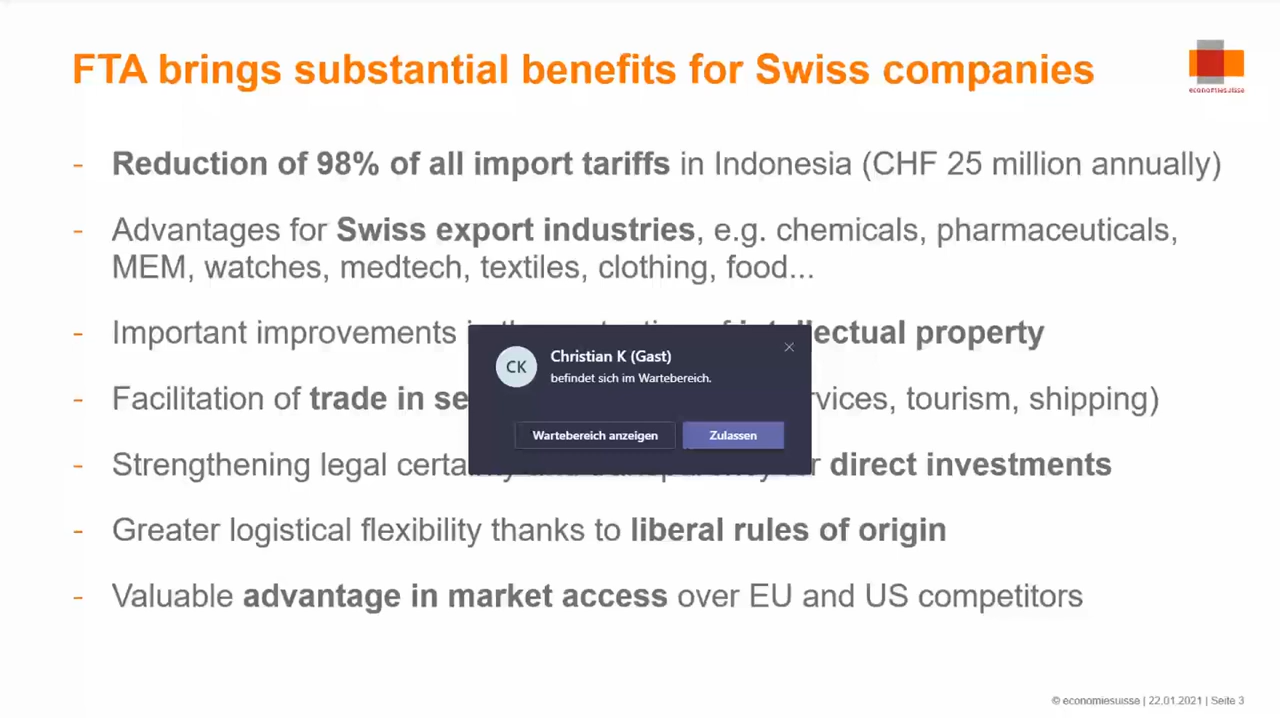 FTA brings substantial benefits for Swiss companies
economiesuisse
- Reduction of 98% of all import tariffs in Indonesia (CHF 25 million annually)
- Advantages for Swiss export industries, e.g. chemicals, pharmaceuticals,
MEM, watches, medtech, textiles, clothing, food...
- Important improvements intellectual property
- Facilitation of trade in shipping, tourism, shipping)
- Strengthening legal direct investments
- Greater logistical flexibility thanks to liberal rules of origin
- Valuable advantage in market access over EU and US competitors
CK
Christian K (Gast)
befindet sich im Wartebereich.
Wartebereich anzeigen
Zulassen
© economiesuisse | 22.01.2021 | Seite 3